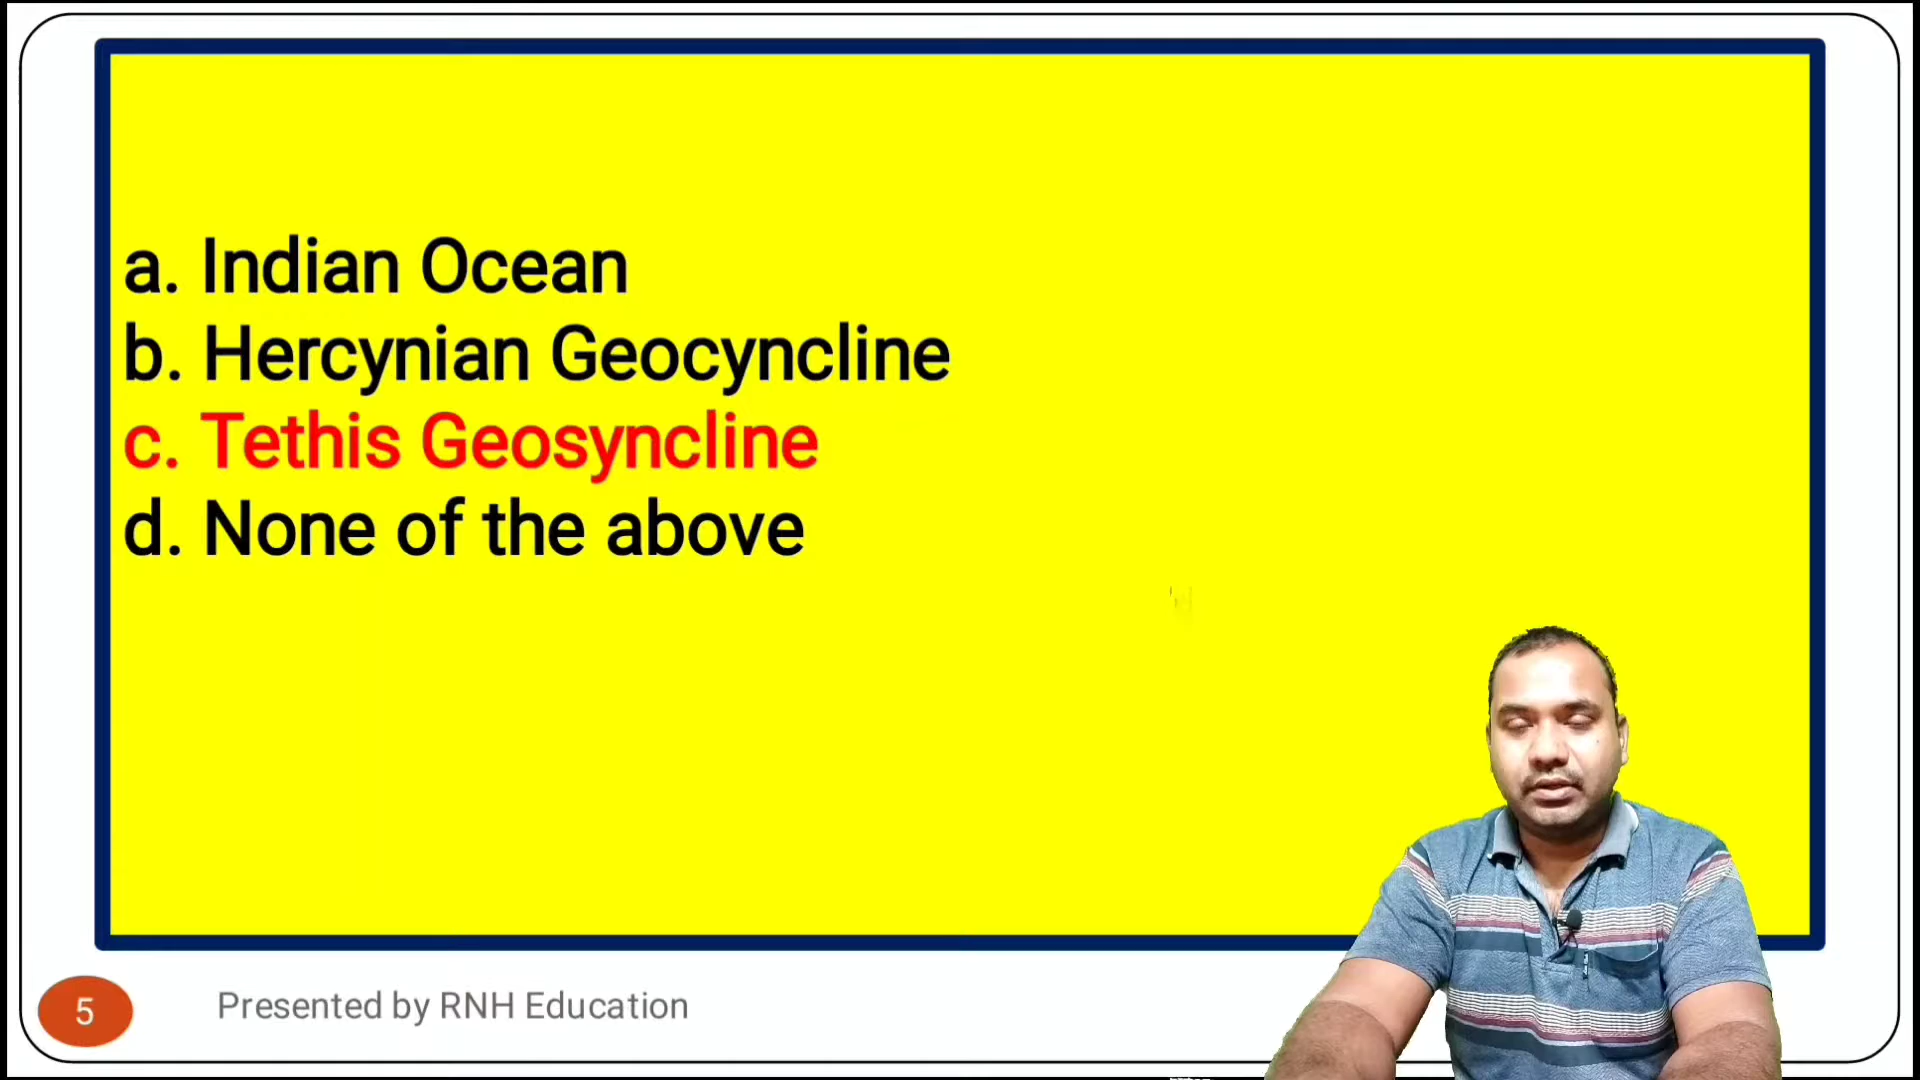 a. Indian Ocean
b. Hercynian Geocyncline
c. Tethis Geosyncline
d. None of the above
5
Presented by RNH Education